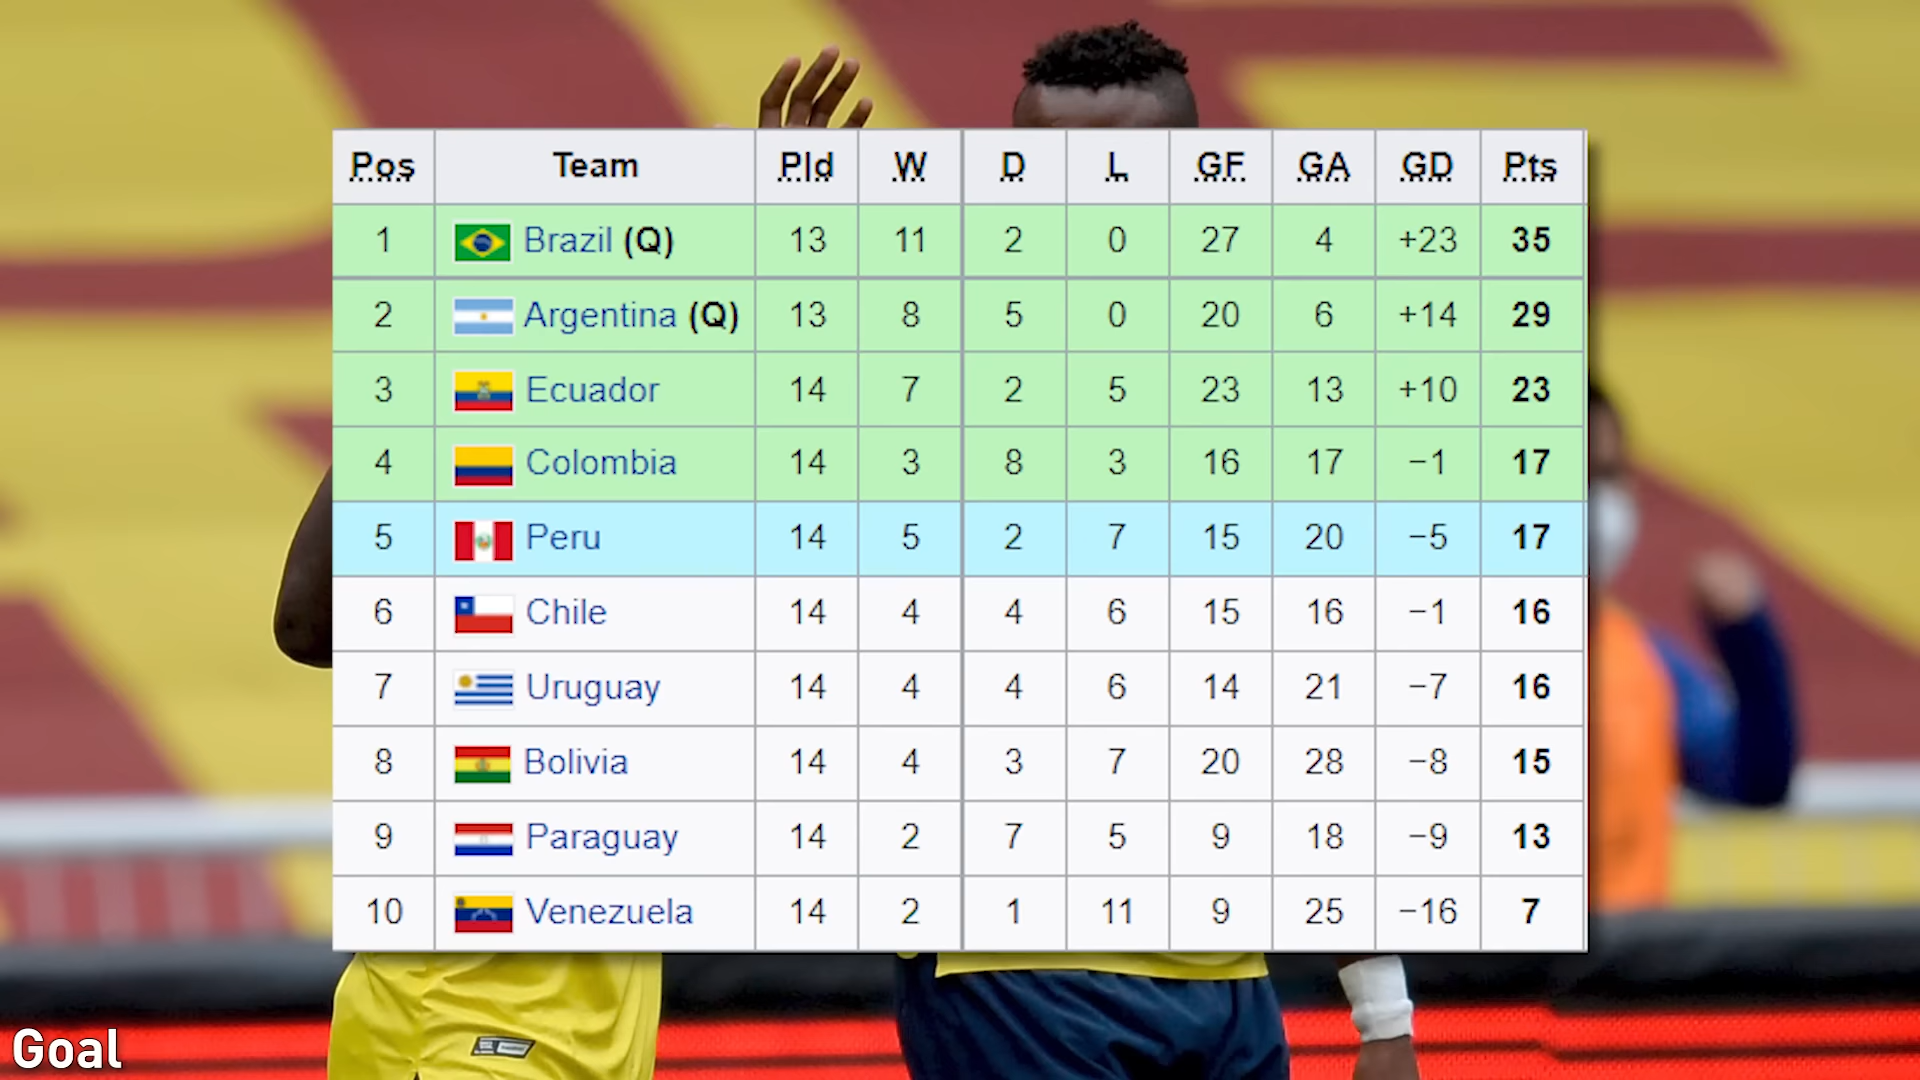 Pos Team Pld W D L GF GA GD Pts
1 Brazil (Q) 13 11 2 0 27 4 +23 35
2 Argentina (Q) 13 8 5 0 20 6 +14 29
3 Ecuador 14 7 2 5 23 13 +10 23
4 Colombia 14 3 8 3 16 17 −1 17
5 Peru 14 5 2 7 15 20 −5 17
6 Chile 14 4 4 6 15 16 −1 16
7 Uruguay 14 4 4 6 14 21 −7 16
8 Bolivia 14 4 3 7 20 28 −8 15
9 Paraguay 14 2 7 5 9 18 −9 13
10 Venezuela 14 2 1 11 9 25 −16 7
Goal